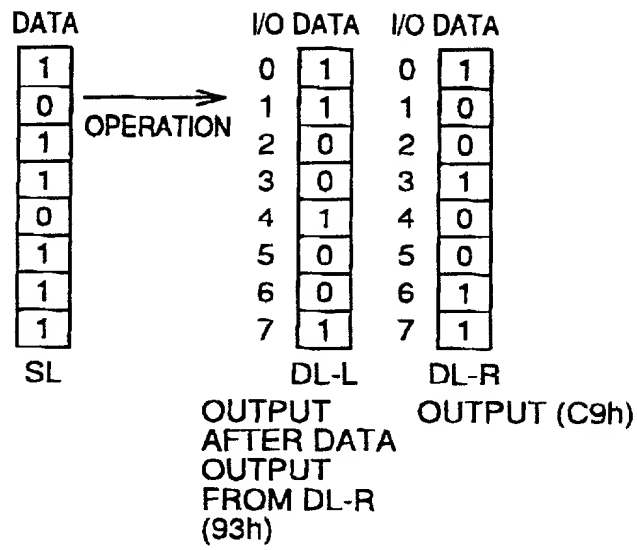 DATA I/O DATA I/O DATA
1 0 1 0 1
0 OPERATION 1 1 1 0
1 2 0 2 0
1 3 0 3 1
0 4 1 4 0
1 5 0 5 0
1 6 0 6 1
1 7 1 7 1
SL DL-L DL-R
OUTPUT OUTPUT (C9h)
AFTER DATA
OUTPUT
FROM DL-R
(93h)